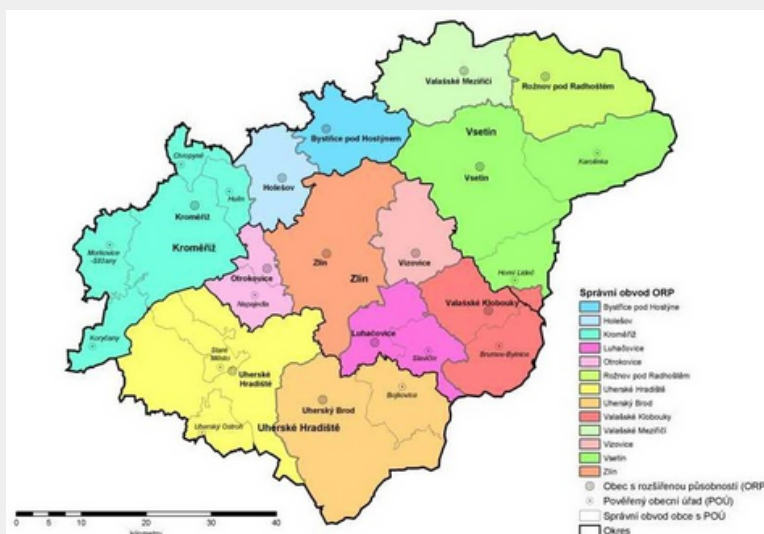 Valašské Meziříčí
Rožnov pod Radhoštěm
Bystřice pod Hostýnem
Vsetín
Vsetín
Karolinka
Chropyně
Holešov
Hulín
Kroměříž
Kroměříž
Morkovice
-Slížany
Otrokovice
Napajedla
Zlín
Zlín
Vizovice
Horní Lideč
Valašské Klobouky
Koryčany
Luhačovice
Slavičín
Brumov-Bylnice
Staré
Město
Uherské
Hradiště
Uherský Brod
Bojkovice
Uherské Hradiště
Uherský Ostroh
Správní obvod ORP
Bystřice pod Hostýne
Holešov
Kroměříž
Luhačovice
Otrokovice
Rožnov pod Radhoštěm
Uherské Hradiště
Uherský Brod
Valašské Klobouky
Valašské Meziříčí
Vizovice
Vsetín
Zlín
Obec s rozšířenou působností (ORP
Pověřený obecní úřad (POÚ)
Správní obvod obce s POÚ
Okres
0 5 10 20 30 40
kilometry